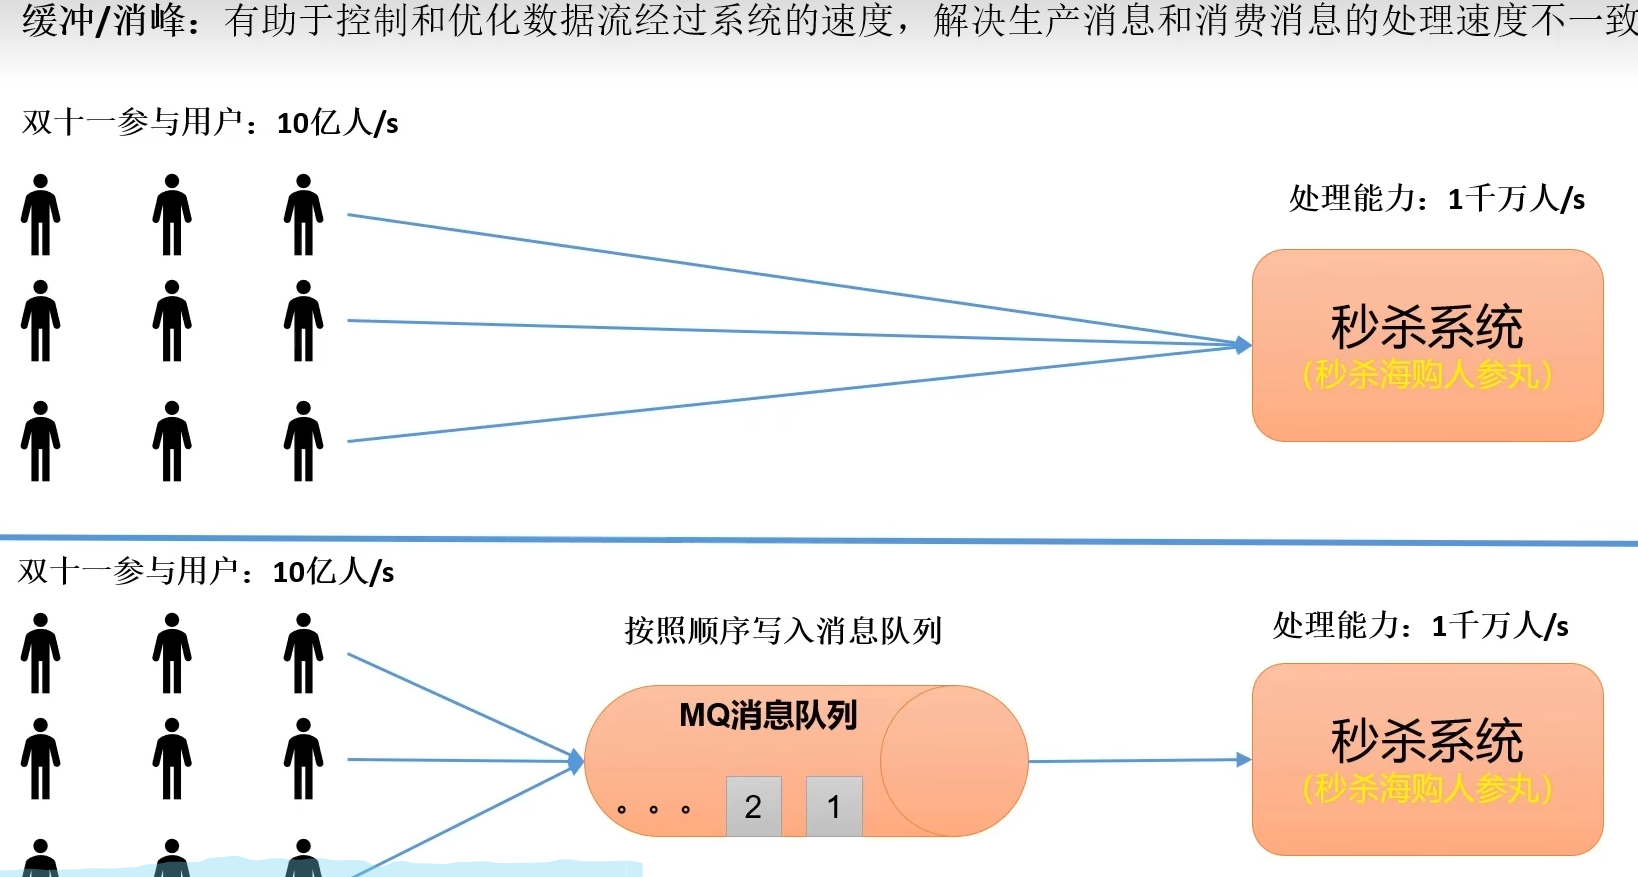 缓冲/消峰：有助于控制和优化数据流经过系统的速度，解决生产消息和消费消息的处理速度不一致
双十一参与用户：10亿人/s
处理能力：1千万人/s
秒杀系统
（秒杀海购人参丸）
双十一参与用户：10亿人/s
按照顺序写入消息队列
处理能力：1千万人/s
MQ消息队列
。。。 2 1
秒杀系统
（秒杀海购人参丸）